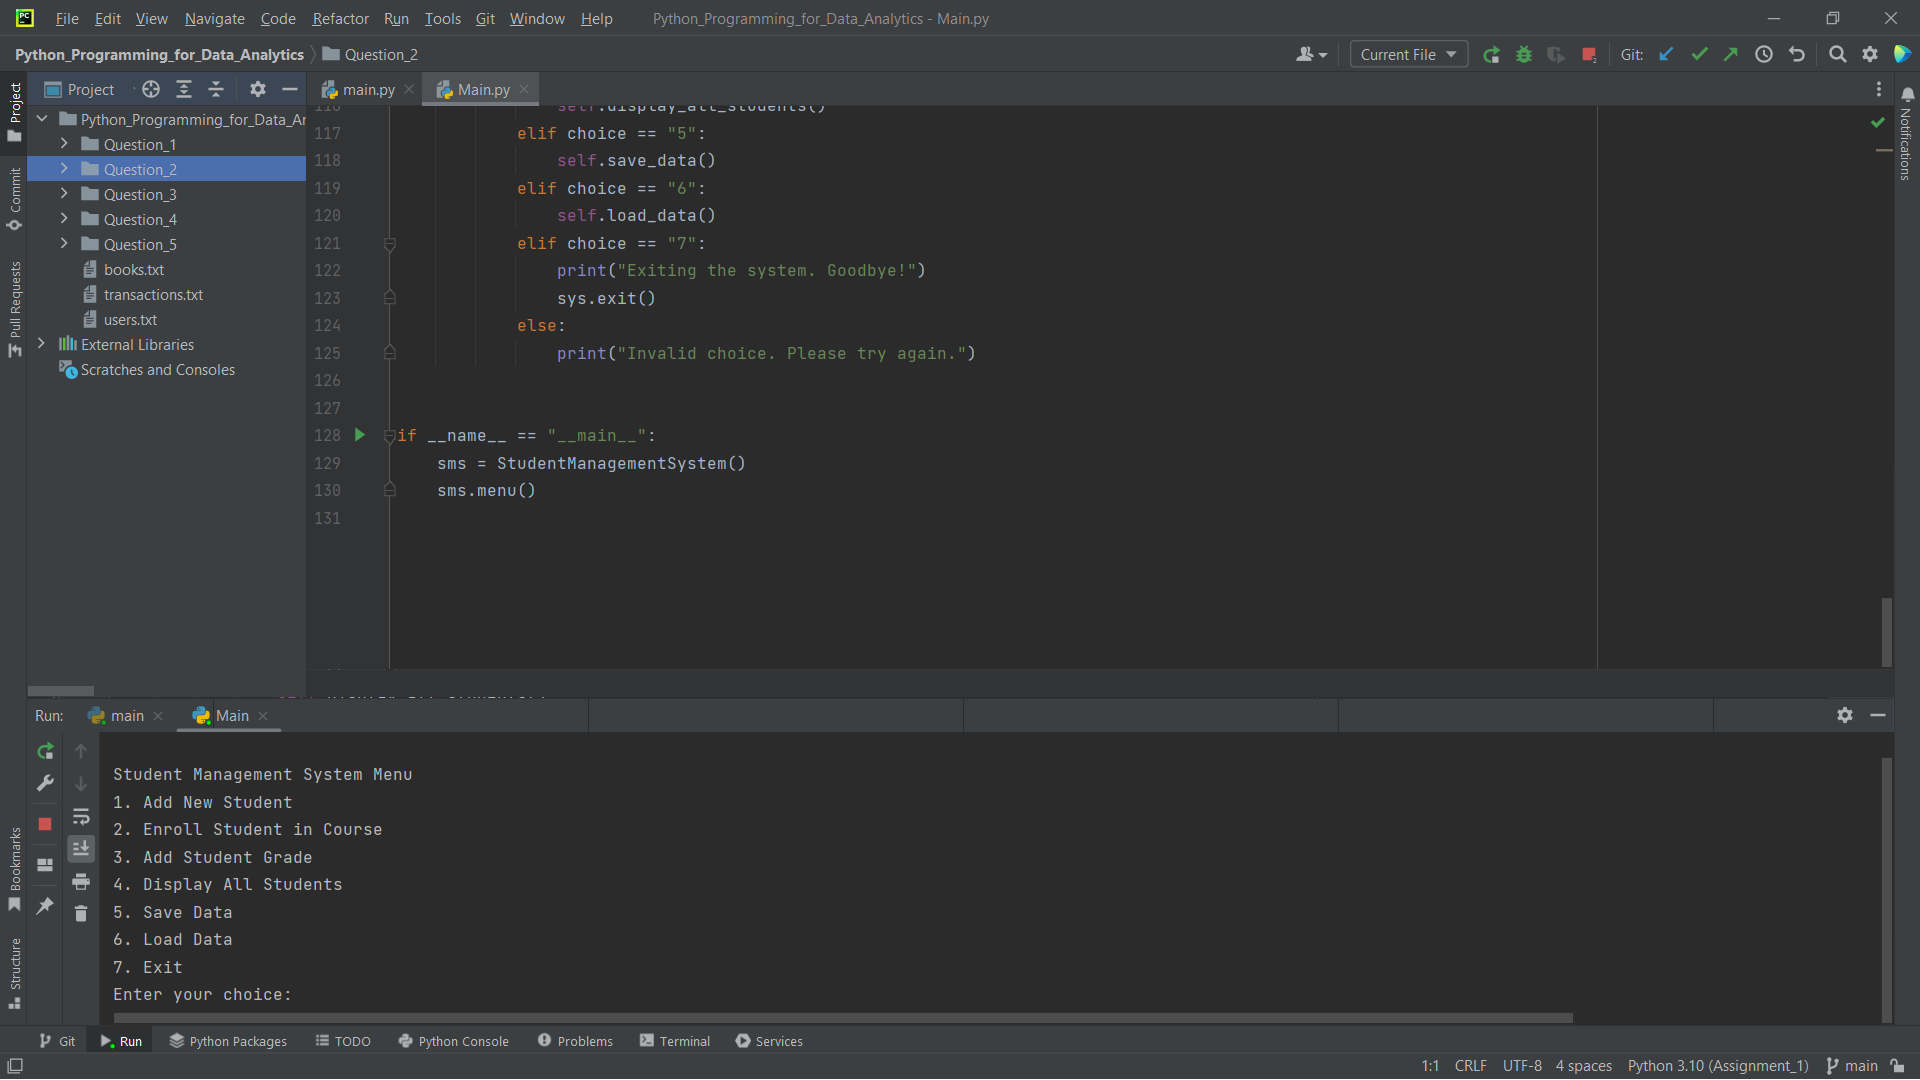 PC File Edit View Navigate Code Refactor Run Tools Git Window Help Python_Programming_for_Data_Analytics - Main.py
Python_Programming_for_Data_Analytics Question_2 Current File Git:
Project
Commit
Pull Requests
Bookmarks
Structure
Notifications
Project
Python_Programming_for_Data_Ar
Question_1
Question_2
Question_3
Question_4
Question_5
books.txt
transactions.txt
users.txt
External Libraries
Scratches and Consoles
main.py Main.py
116 self.display_all_students()
117 elif choice == "5":
118 self.save_data()
119 elif choice == "6":
120 self.load_data()
121 elif choice == "7":
122 print("Exiting the system. Goodbye!")
123 sys.exit()
124 else:
125 print("Invalid choice. Please try again.")
126
127
128 if __name__ == "__main__":
129 sms = StudentManagementSystem()
130 sms.menu()
131
Run: main Main
Student Management System Menu
1. Add New Student
2. Enroll Student in Course
3. Add Student Grade
4. Display All Students
5. Save Data
6. Load Data
7. Exit
Enter your choice:
Git Run Python Packages TODO Python Console Problems Terminal Services
1:1 CRLF UTF-8 4 spaces Python 3.10 (Assignment_1) main